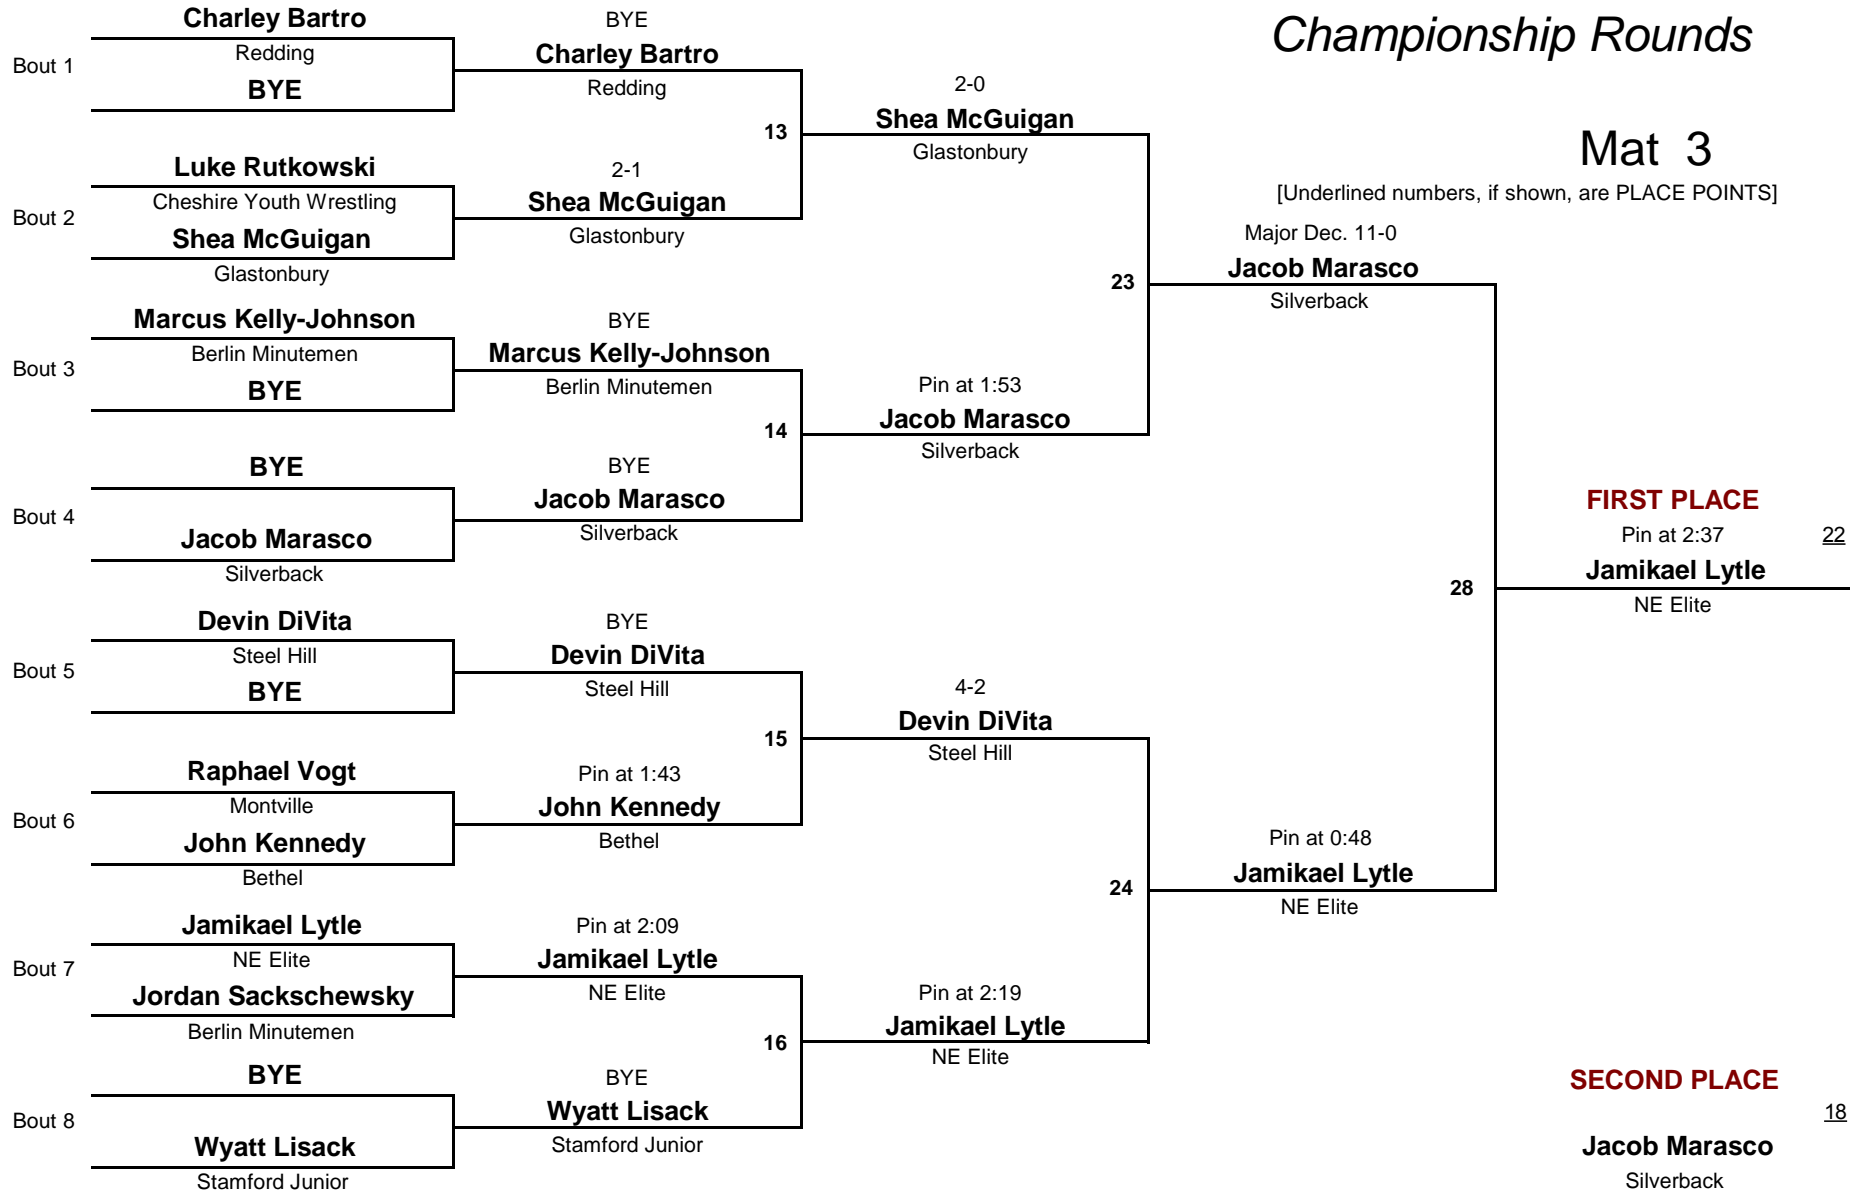 Championship Rounds
Mat 3
[Underlined numbers, if shown, are PLACE POINTS]
Bout 1
Charley Bartro
Redding
BYE
Bout 2
Luke Rutkowski
Cheshire Youth Wrestling
Shea McGuigan
Glastonbury
Bout 3
Marcus Kelly-Johnson
Berlin Minutemen
BYE
Bout 4
BYE
Jacob Marasco
Silverback
Bout 5
Devin DiVita
Steel Hill
BYE
Bout 6
Raphael Vogt
Montville
John Kennedy
Bethel
Bout 7
Jamikael Lytle
NE Elite
Jordan Sackschewsky
Berlin Minutemen
Bout 8
BYE
Wyatt Lisack
Stamford Junior
BYE
Charley Bartro
Redding
13
2-1
Shea McGuigan
Glastonbury
BYE
Marcus Kelly-Johnson
Berlin Minutemen
14
BYE
Jacob Marasco
Silverback
BYE
Devin DiVita
Steel Hill
15
Pin at 1:43
John Kennedy
Bethel
Pin at 2:09
Jamikael Lytle
NE Elite
16
BYE
Wyatt Lisack
Stamford Junior
2-0
Shea McGuigan
Glastonbury
23
Pin at 1:53
Jacob Marasco
Silverback
4-2
Devin DiVita
Steel Hill
24
Pin at 2:19
Jamikael Lytle
NE Elite
Major Dec. 11-0
Jacob Marasco
Silverback
28
Pin at 0:48
Jamikael Lytle
NE Elite
FIRST PLACE
Pin at 2:37
22
Jamikael Lytle
NE Elite
SECOND PLACE
18
Jacob Marasco
Silverback